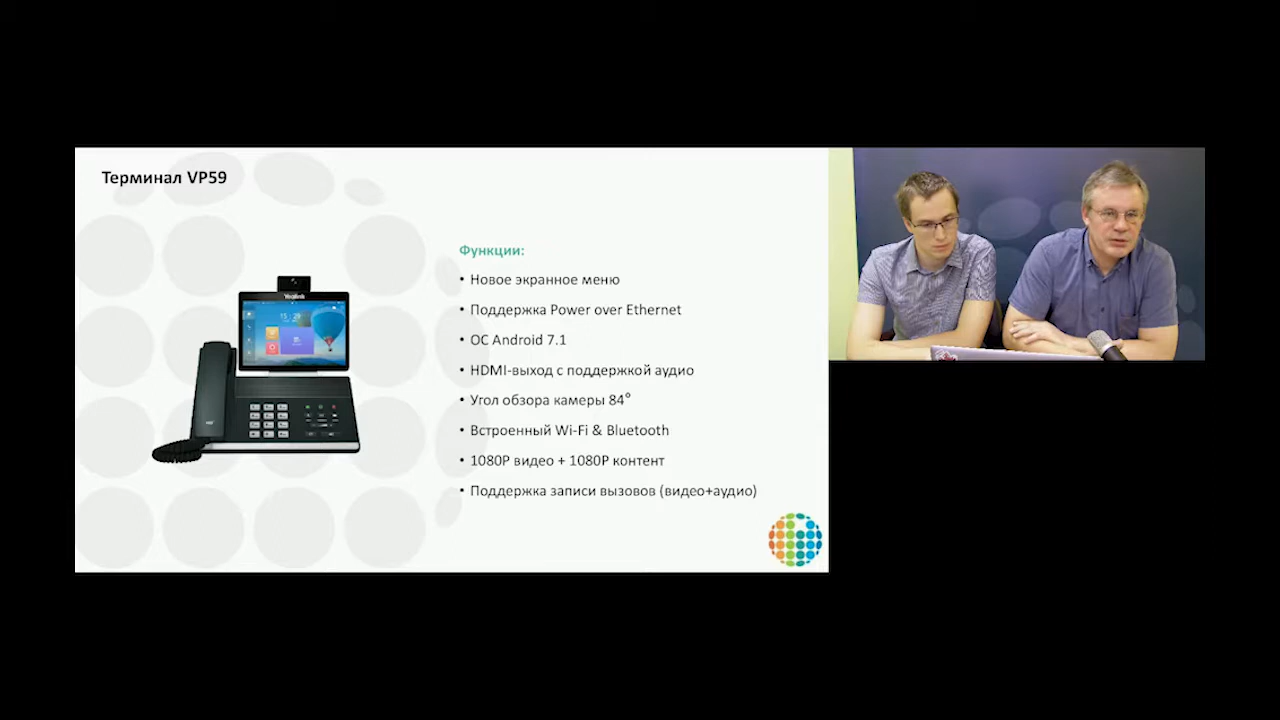 Терминал VP59
Функции:
• Новое экранное меню
• Поддержка Power over Ethernet
• ОС Android 7.1
• HDMI-выход с поддержкой аудио
• Угол обзора камеры 84°
• Встроенный Wi-Fi & Bluetooth
• 1080P видео + 1080P контент
• Поддержка записи вызовов (видео+аудио)
Yealink